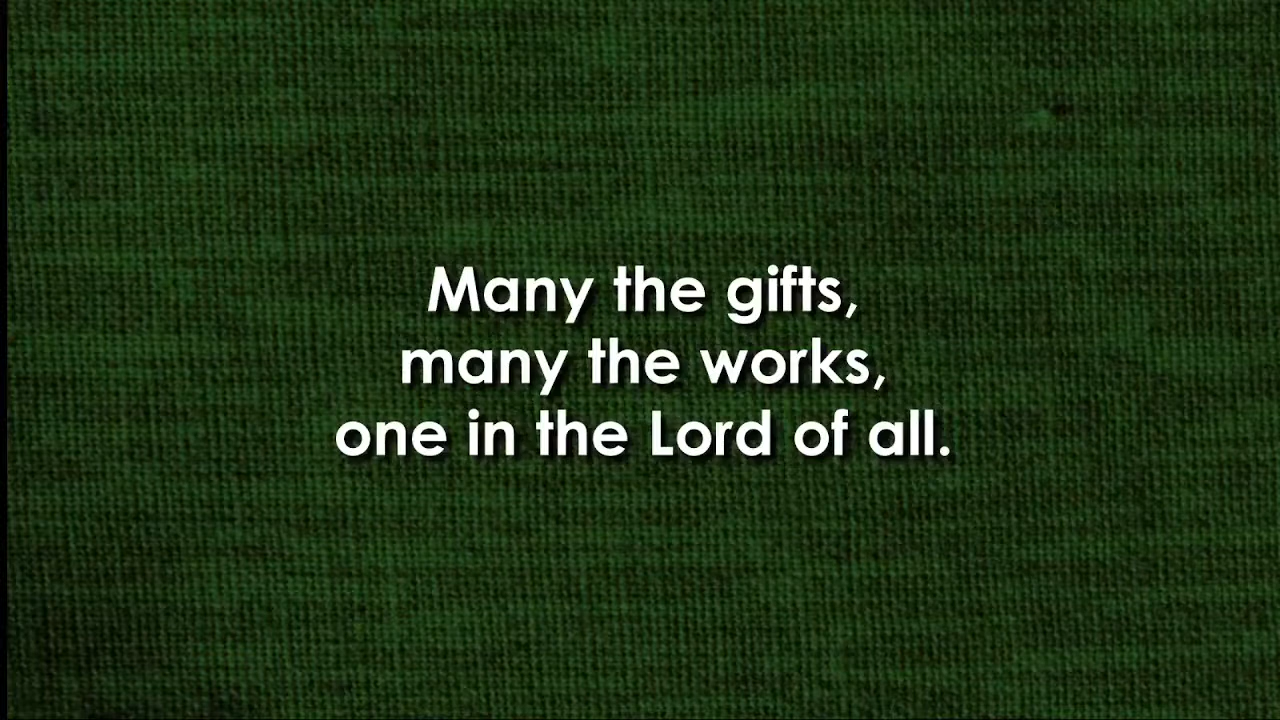 Many the gifts,
many the works,
one in the Lord of all.